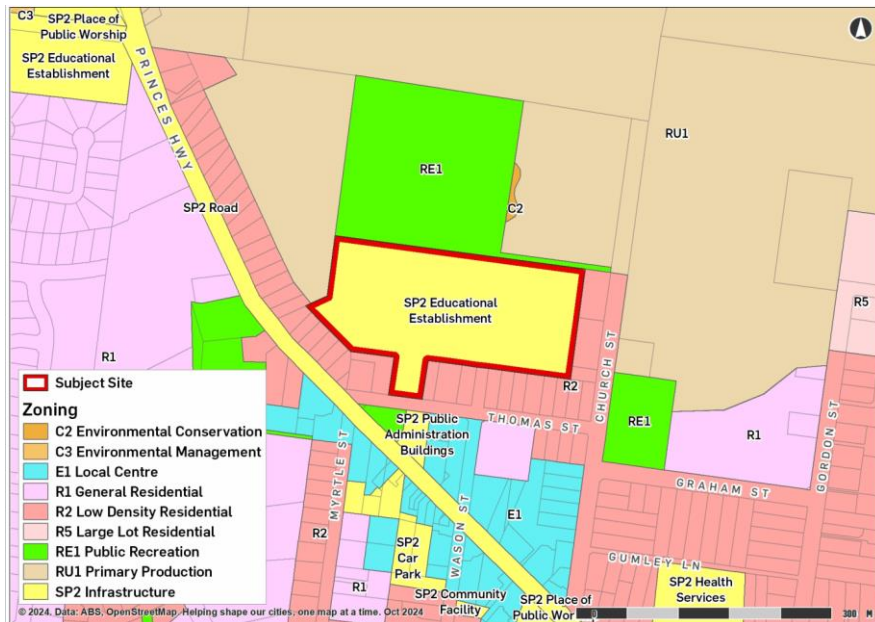 C3
SP2 Place of
Public Worship
SP2 Educational
Establishment
PRINCES HWY
SP2 Road
RE1
C2
RU1
SP2 Educational
Establishment
R5
R1
R2
CHURCH ST
RE1
R1
GORDON ST
THOMAS ST
SP2 Public
Administration
Buildings
GRAHAM ST
MYRTLE ST
R2
E1
WASON ST
SP2
Car
Park
R1
GUMLEY LN
SP2 Health
Services
SP2 Community
Facility
SP2 Place of
Public Wor
Subject Site
Zoning
C2 Environmental Conservation
C3 Environmental Management
E1 Local Centre
R1 General Residential
R2 Low Density Residential
R5 Large Lot Residential
RE1 Public Recreation
RU1 Primary Production
SP2 Infrastructure
© 2024. Data: ABS, OpenStreetMap. Helping shape our cities, one map at a time. Oct 2024
300 M